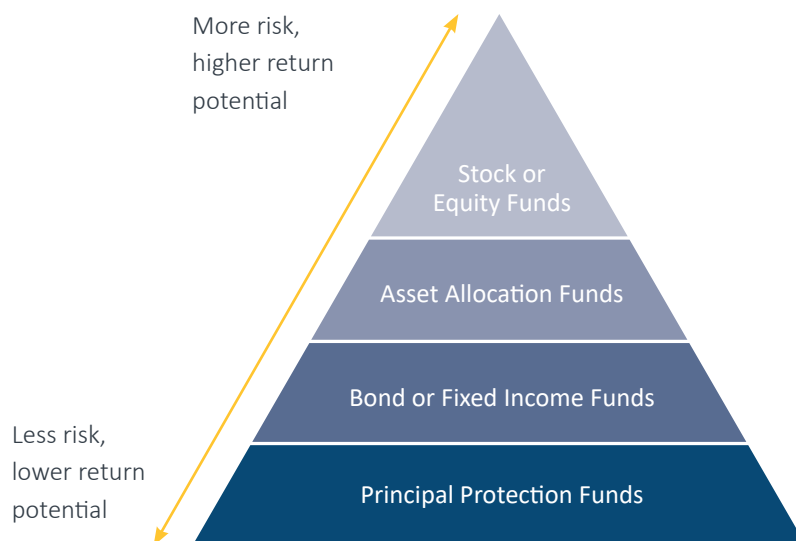 More risk,
higher return
potential
Stock or
Equity Funds
Asset Allocation Funds
Bond or Fixed Income Funds
Less risk,
lower return
potential
Principal Protection Funds